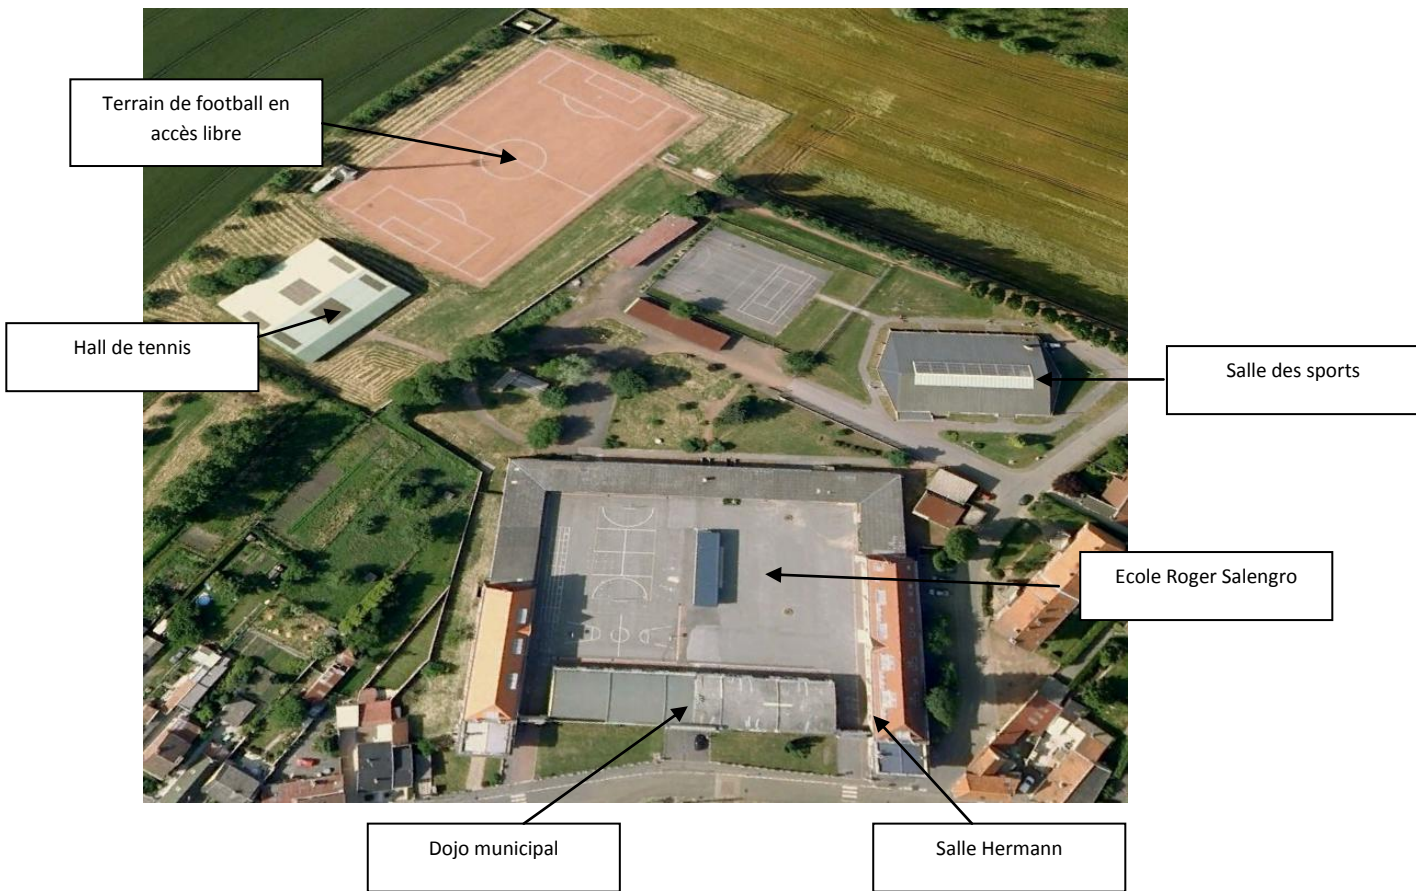 Terrain de football en
accès libre
Hall de tennis
Salle des sports
Ecole Roger Salengro
Dojo municipal
Salle Hermann